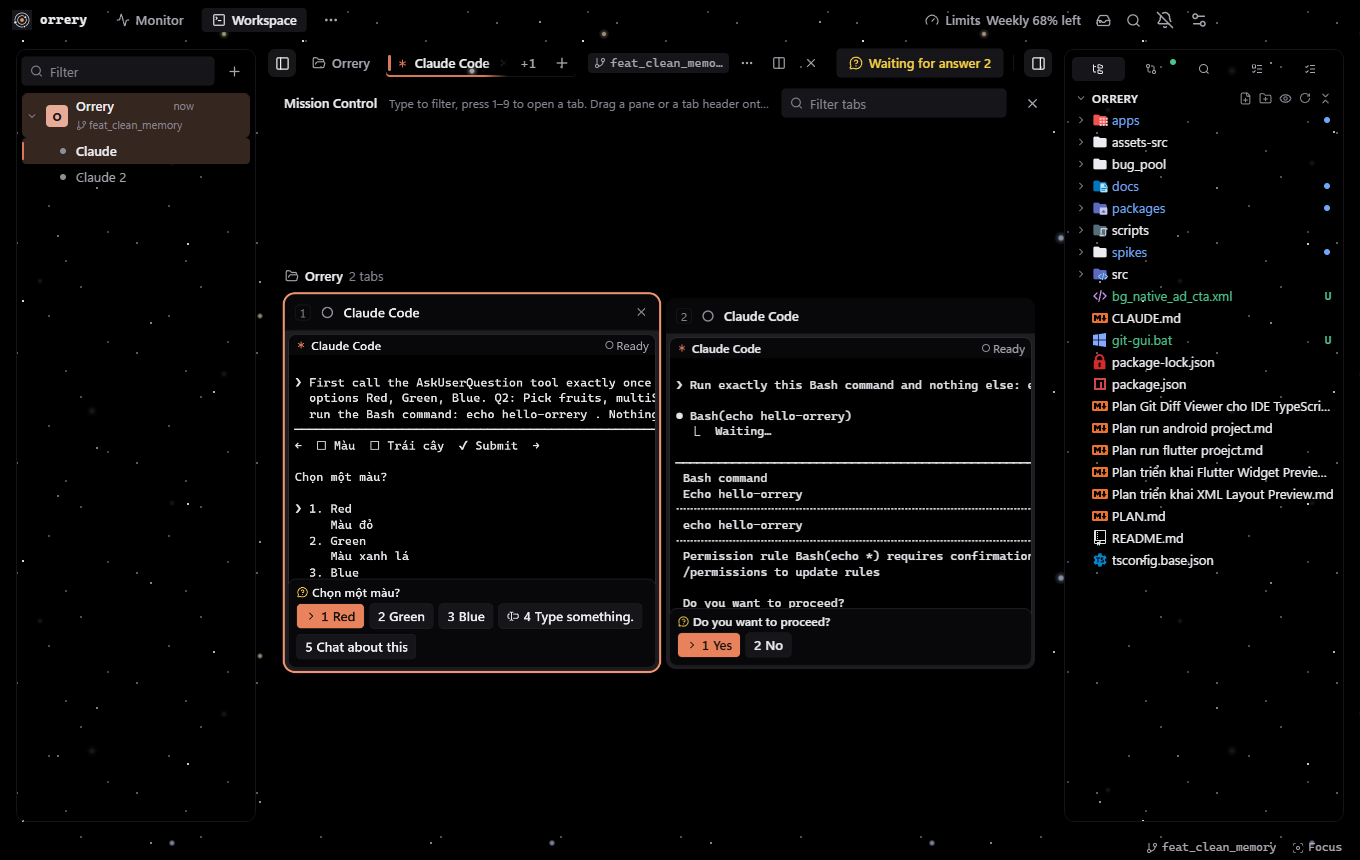 orrery
Monitor
Workspace
Limits Weekly 68% left
Filter
Orrery
now
feat_clean_memory
Claude
Claude 2
Orrery
Claude Code
+1
feat_clean_memo…
Waiting for answer 2
Mission Control
Type to filter, press 1–9 to open a tab. Drag a pane or a tab header ont…
Filter tabs
Orrery 2 tabs
1 Claude Code
Claude Code
Ready
❯ First call the AskUserQuestion tool exactly once
options Red, Green, Blue. Q2: Pick fruits, multiS
run the Bash command: echo hello-orrery . Nothing
← ☐ Màu ☐ Trái cây ✓ Submit →
Chọn một màu?
❯ 1. Red
Màu đỏ
2. Green
Màu xanh lá
3. Blue
Chọn một màu?
1 Red
2 Green
3 Blue
4 Type something.
5 Chat about this
2 Claude Code
Claude Code
Ready
❯ Run exactly this Bash command and nothing else: e
● Bash(echo hello-orrery)
⎿ Waiting…
Bash command
Echo hello-orrery
echo hello-orrery
Permission rule Bash(echo *) requires confirmation
/permissions to update rules
Do you want to proceed?
Do you want to proceed?
1 Yes
2 No
ORRERY
apps
assets-src
bug_pool
docs
packages
scripts
spikes
src
bg_native_ad_cta.xml U
CLAUDE.md
git-gui.bat U
package-lock.json
package.json
Plan Git Diff Viewer cho IDE TypeScri...
Plan run android project.md
Plan run flutter proejct.md
Plan triển khai Flutter Widget Previe...
Plan triển khai XML Layout Preview.md
PLAN.md
README.md
tsconfig.base.json
feat_clean_memory
Focus